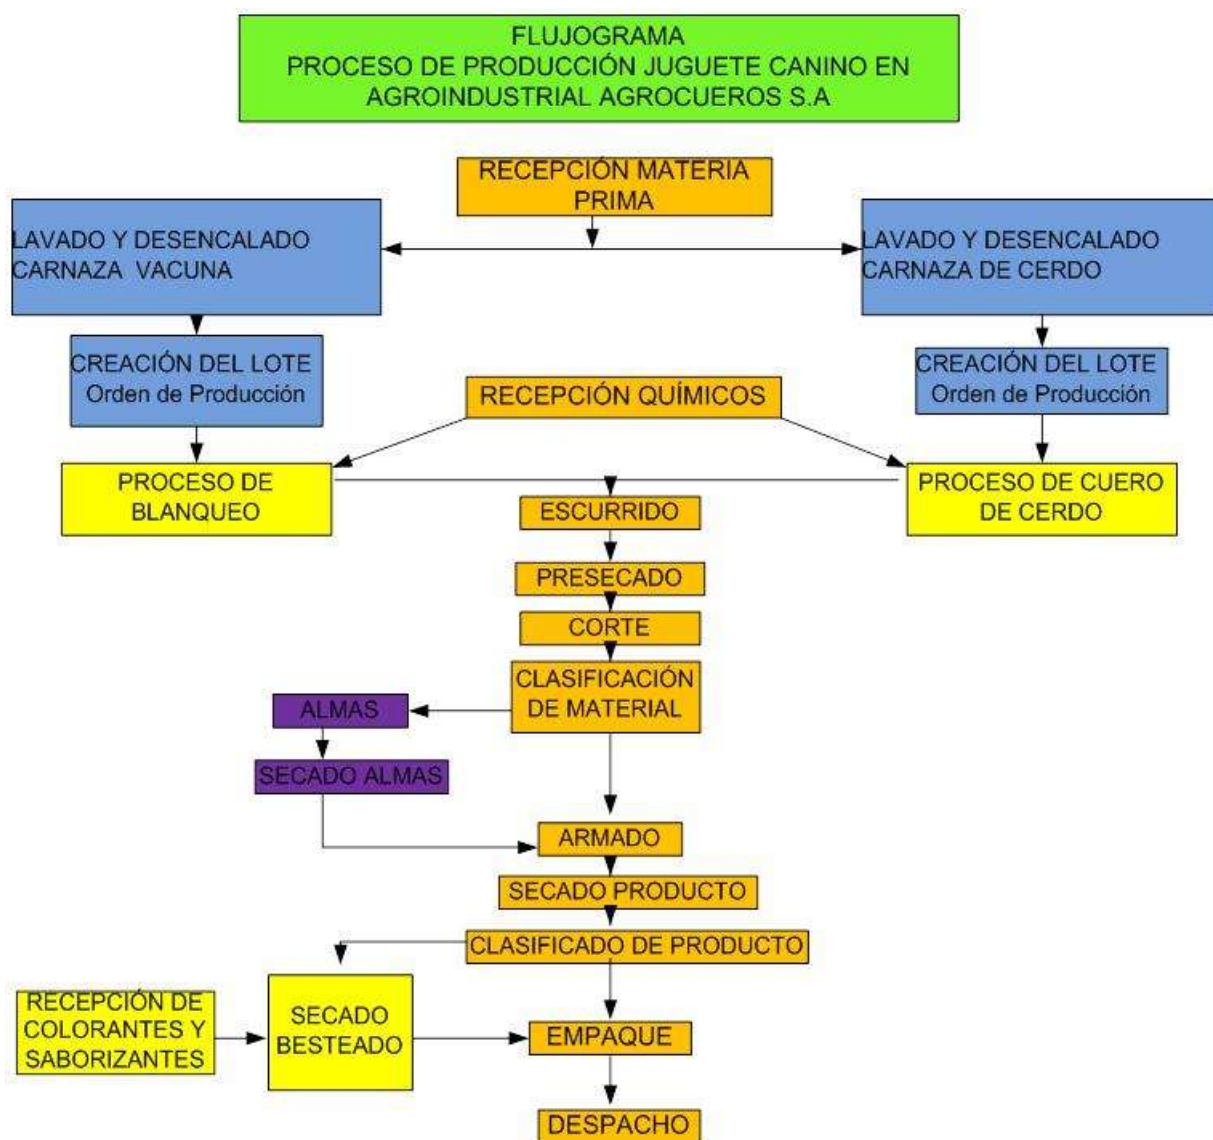 FLUJOGRAMA
PROCESO DE PRODUCCIÓN JUGUETE CANINO EN
AGROINDUSTRIAL AGROCUEROS S.A
RECEPCIÓN MATERIA
PRIMA
LAVADO Y DESENCALADO
CARNAZA VACUNA
LAVADO Y DESENCALADO
CARNAZA DE CERDO
CREACIÓN DEL LOTE
Orden de Producción
RECEPCIÓN QUÍMICOS
CREACIÓN DEL LOTE
Orden de Producción
PROCESO DE
BLANQUEO
PROCESO DE CUERO
DE CERDO
ESCURRIDO
PRESECADO
CORTE
CLASIFICACIÓN
DE MATERIAL
ALMAS
SECADO ALMAS
ARMADO
SECADO PRODUCTO
CLASIFICADO DE PRODUCTO
RECEPCIÓN DE
COLORANTES Y
SABORIZANTES
SECADO
BESTEADO
EMPAQUE
DESPACHO